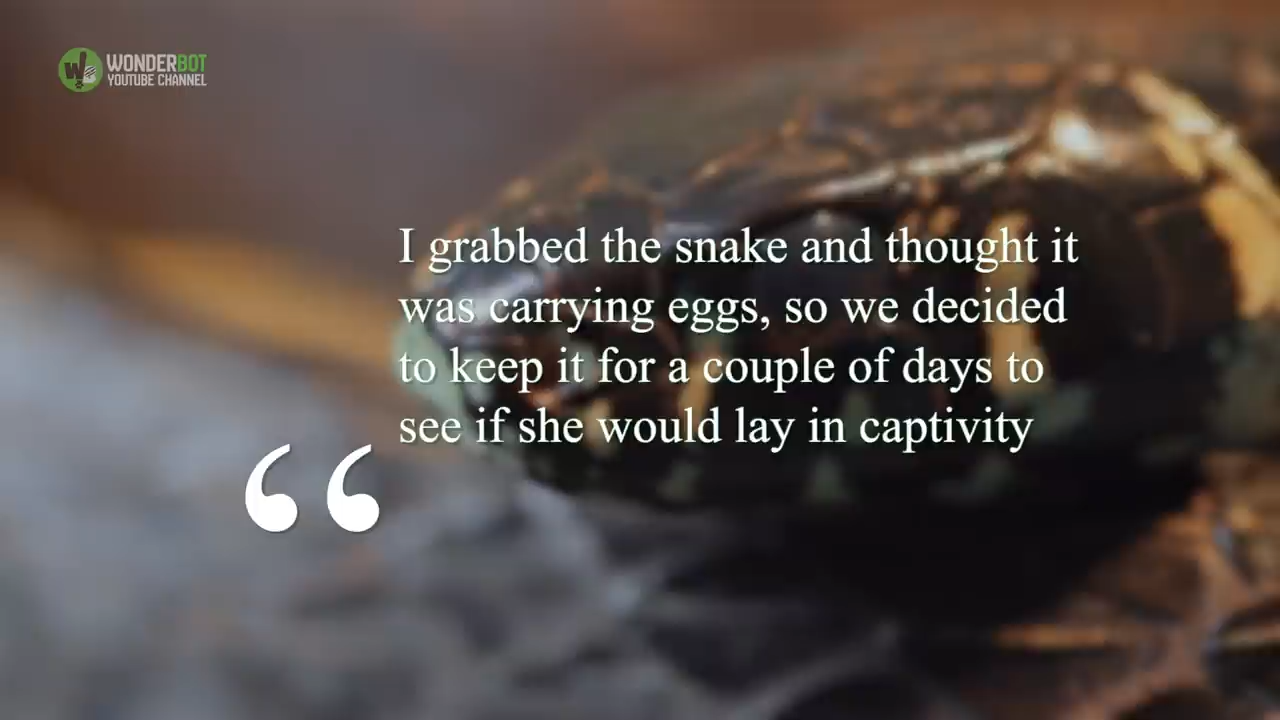 WONDERBOT
YOUTUBE CHANNEL
I grabbed the snake and thought it
was carrying eggs, so we decided
to keep it for a couple of days to
see if she would lay in captivity
“